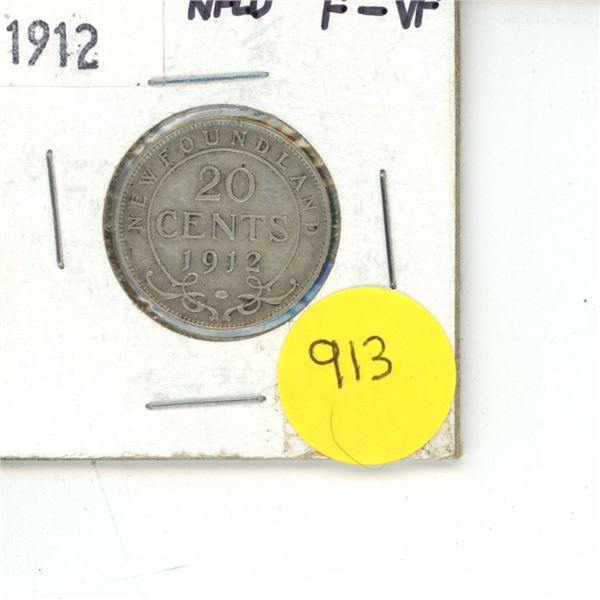 1912
NFLD F-VF
NEWFOUNDLAND
20
CENTS
1912
913